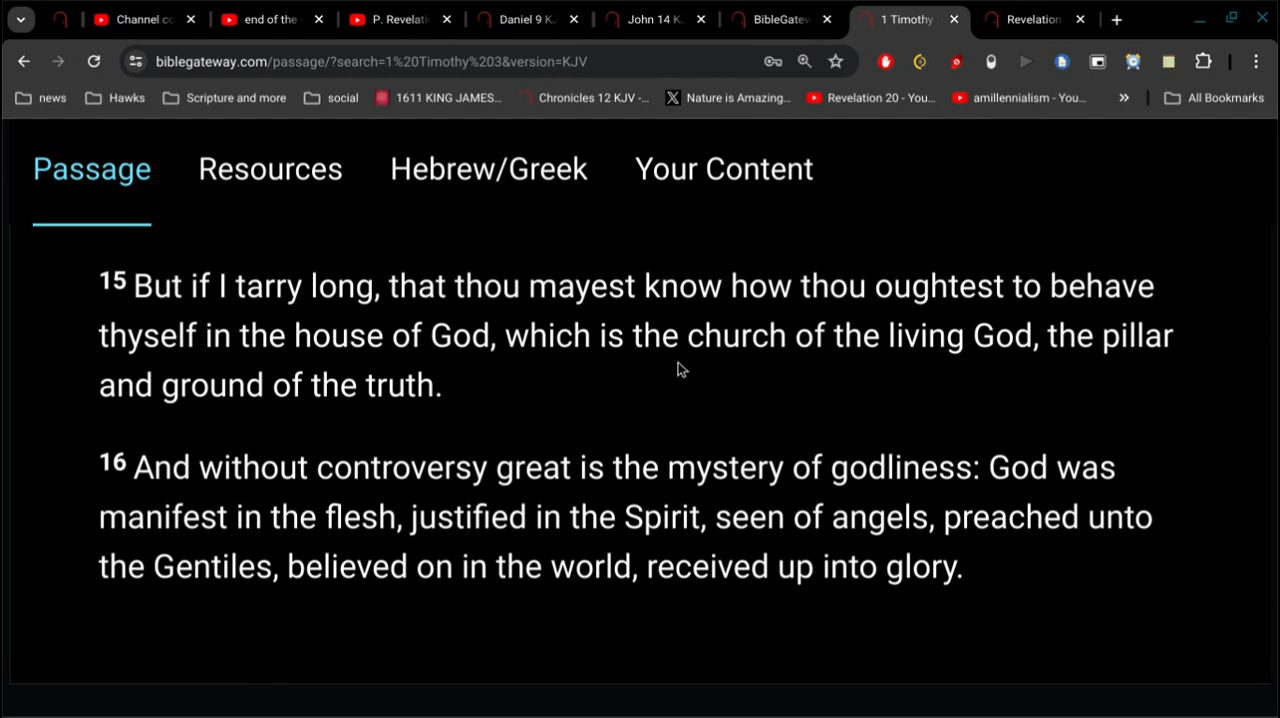 Channel co
end of the
P. Revelati
Daniel 9 K
John 14 K
BibleGatew
1 Timothy
Revelation
biblegateway.com/passage/?search=1%20Timothy%203&version=KJV
news
Hawks
Scripture and more
social
1611 KING JAMES...
Chronicles 12 KJV -...
Nature is Amazing...
Revelation 20 - You...
amillennialism - You...
All Bookmarks
Passage
Resources
Hebrew/Greek
Your Content
15 But if I tarry long, that thou mayest know how thou oughtest to behave
thyself in the house of God, which is the church of the living God, the pillar
and ground of the truth.
16 And without controversy great is the mystery of godliness: God was
manifest in the flesh, justified in the Spirit, seen of angels, preached unto
the Gentiles, believed on in the world, received up into glory.